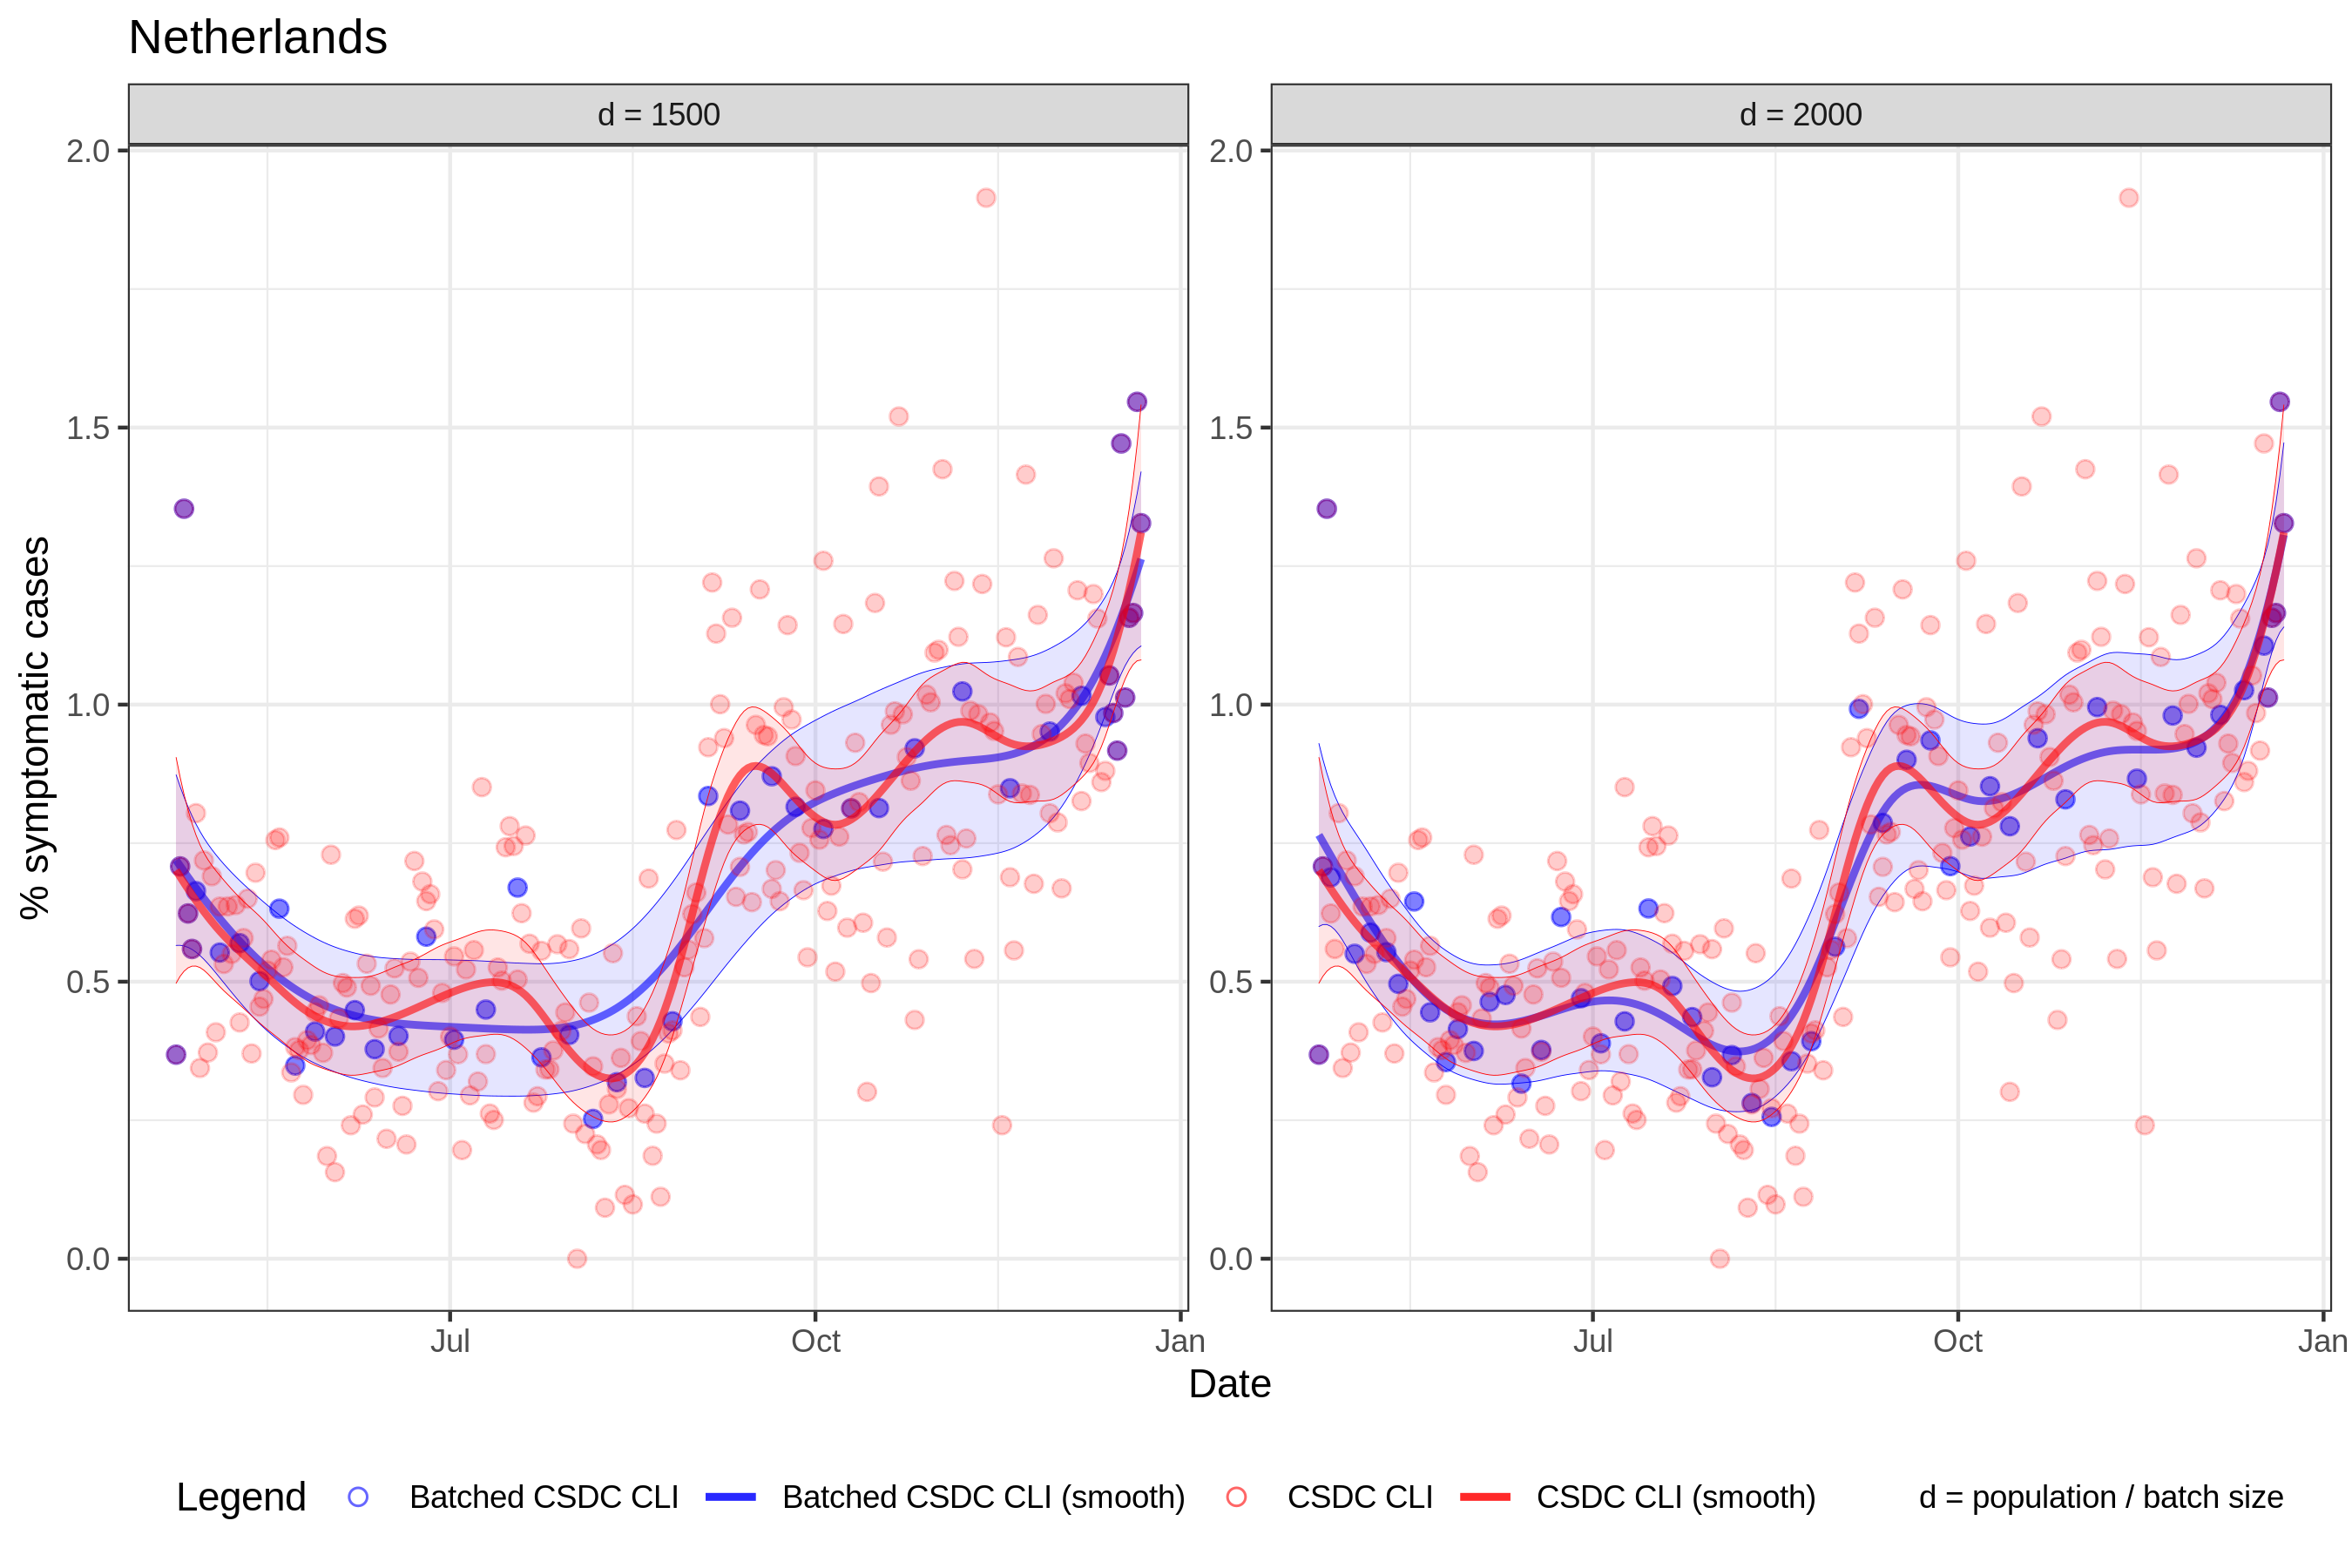 Netherlands
d = 1500
d = 2000
% symptomatic cases
2.0
1.5
1.0
0.5
0.0
2.0
1.5
1.0
0.5
0.0
Jul
Oct
Jan
Jul
Oct
Jan
Date
Legend
Batched CSDC CLI
Batched CSDC CLI (smooth)
CSDC CLI
CSDC CLI (smooth)
d = population / batch size